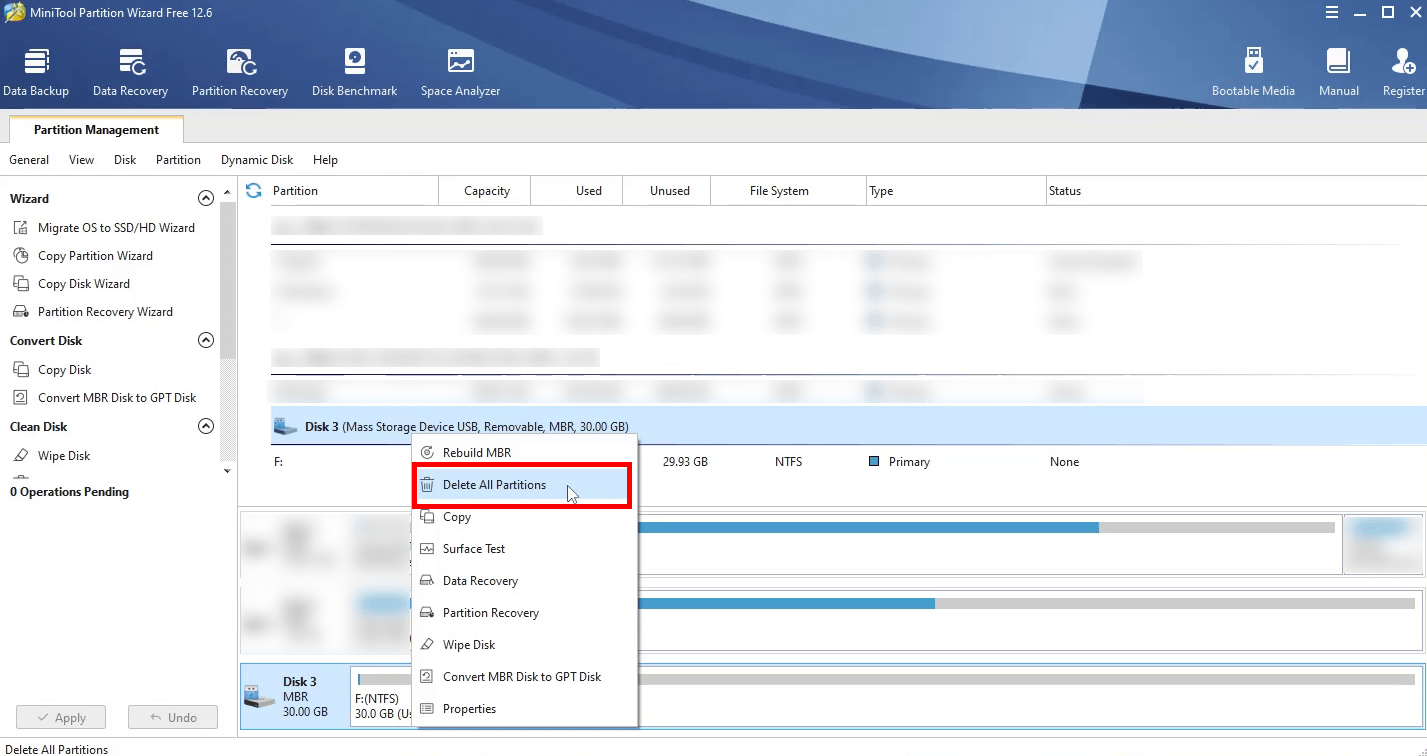 MiniTool Partition Wizard Free 12.6
Data Backup
Data Recovery
Partition Recovery
Disk Benchmark
Space Analyzer
Bootable Media
Manual
Register
Partition Management
General View Disk Partition Dynamic Disk Help
Wizard
Migrate OS to SSD/HD Wizard
Copy Partition Wizard
Copy Disk Wizard
Partition Recovery Wizard
Convert Disk
Copy Disk
Convert MBR Disk to GPT Disk
Clean Disk
Wipe Disk
0 Operations Pending
Apply
Undo
Partition Capacity Used Unused File System Type Status
Disk 3 (Mass Storage Device USB, Removable, MBR, 30.00 GB)
F: 29.93 GB NTFS Primary None
Rebuild MBR
Delete All Partitions
Copy
Surface Test
Data Recovery
Partition Recovery
Wipe Disk
Convert MBR Disk to GPT Disk
Properties
Disk 3
MBR
30.00 GB
F:(NTFS)
30.0 GB
Delete All Partitions